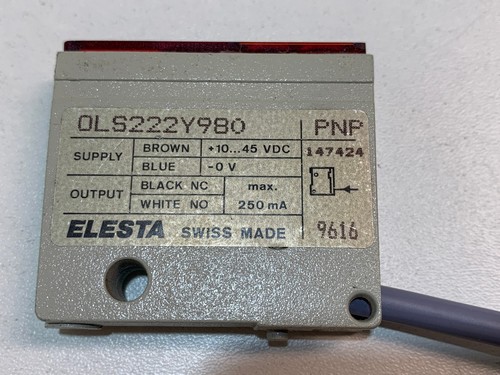 OLS222Y980 PNP
SUPPLY BROWN +10...45 VDC 147424
BLUE -0 V
OUTPUT BLACK NC max.
WHITE NO 250 mA
ELESTA SWISS MADE 9616